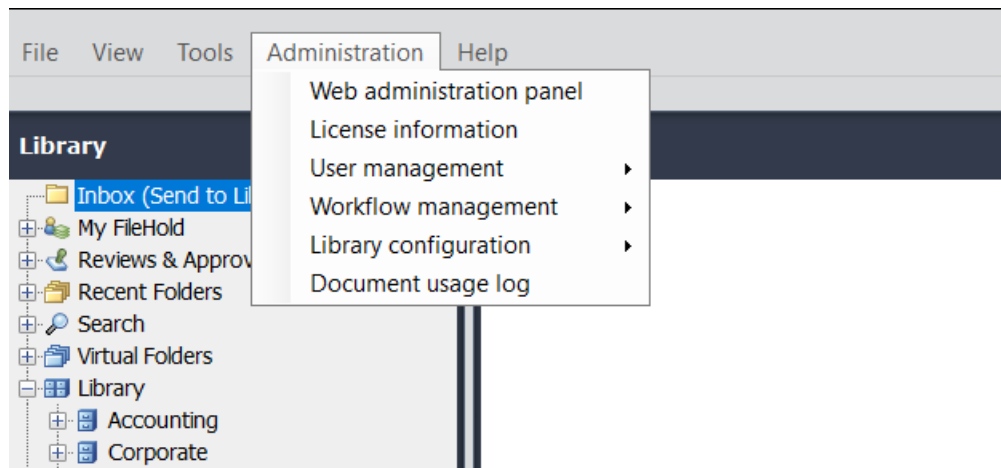 File View Tools Administration Help
Web administration panel
License information
User management
Workflow management
Library configuration
Document usage log
Library
Inbox (Send to Li
My FileHold
Reviews & Approv
Recent Folders
Search
Virtual Folders
Library
Accounting
Corporate